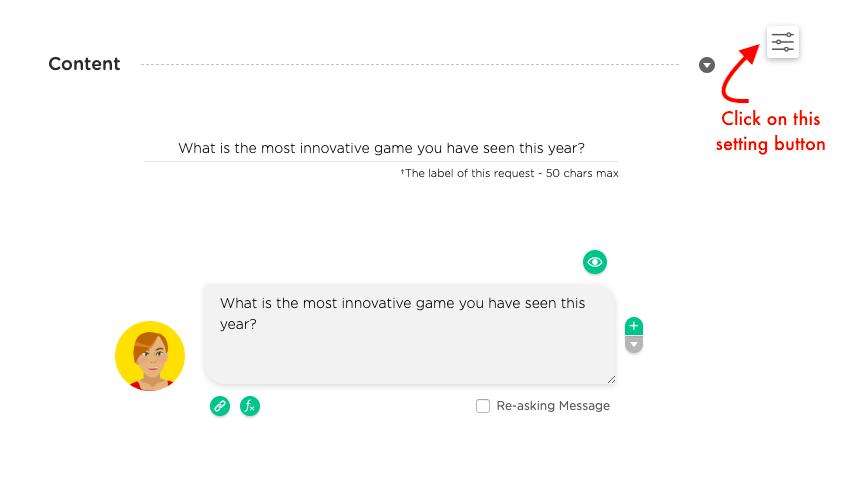 Content
Click on this
setting button
What is the most innovative game you have seen this year?
†The label of this request - 50 chars max
What is the most innovative game you have seen this
year?
fx
Re-asking Message